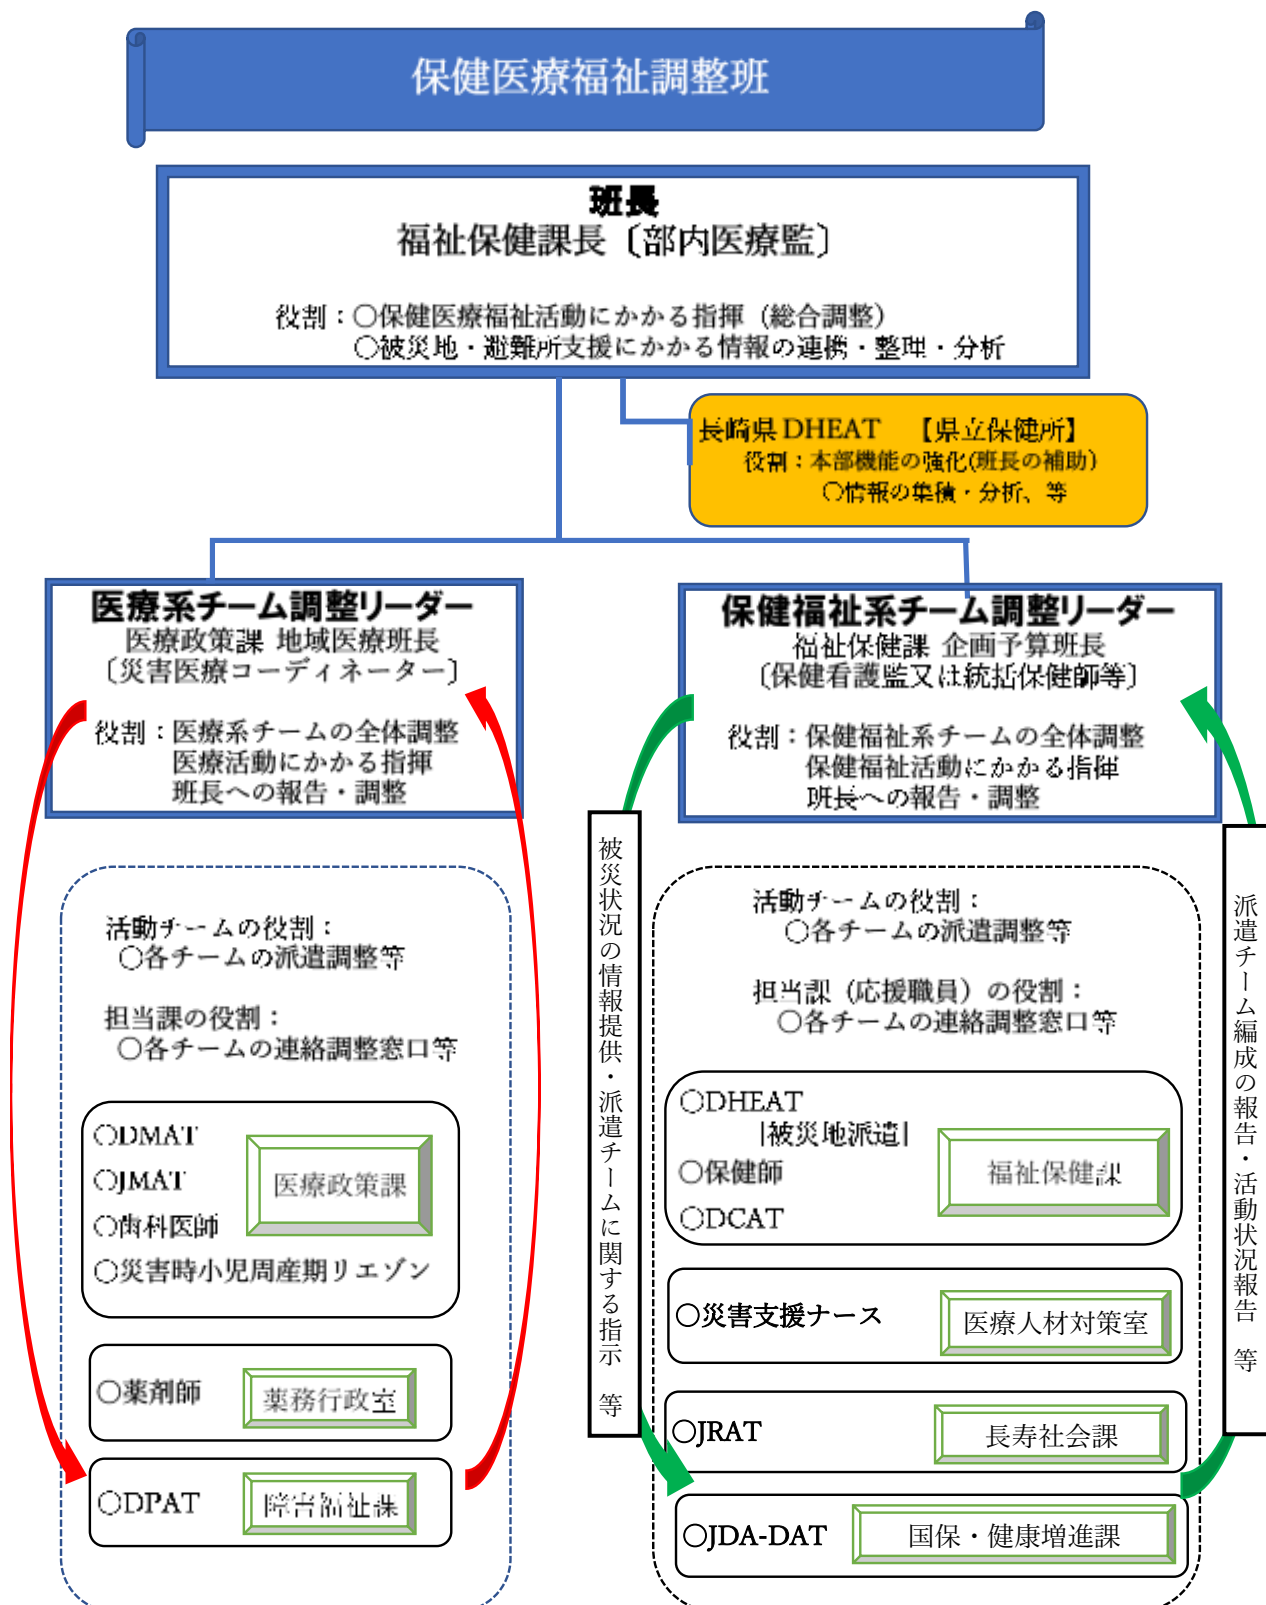 保健医療福祉調整班
班長
福祉保健課長〔部内医療監〕
役割：〇保健医療福祉活動にかかる指揮（総合調整）
〇被災地・避難所支援にかかる情報の連携・整理・分析
長崎県 DHEAT 【県立保健所】
役割：本部機能の強化(班長の補助)
〇情報の集積・分析、等
医療系チーム調整リーダー
医療政策課 地域医療班長
〔災害医療コーディネーター〕
役割：医療系チームの全体調整
医療活動にかかる指揮
班長への報告・調整
活動チームの役割：
〇各チームの派遣調整等
担当課の役割：
〇各チームの連絡調整窓口等
〇DMAT
〇JMAT
〇歯科医師
〇災害時小児周産期リエゾン
医療政策課
〇薬剤師
薬務行政室
〇DPAT
障害福祉課
保健福祉系チーム調整リーダー
福祉保健課 企画予算班長
〔保健看護監又は統括保健師等〕
役割：保健福祉系チームの全体調整
保健福祉活動にかかる指揮
班長への報告・調整
被災状況の情報提供・派遣チームに関する指示 等
活動チームの役割：
〇各チームの派遣調整等
担当課（応援職員）の役割：
〇各チームの連絡調整窓口等
〇DHEAT
|被災地派遣|
〇保健師
〇DCAT
福祉保健課
〇災害支援ナース
医療人材対策室
〇JRAT
長寿社会課
〇JDA-DAT
国保・健康増進課
派遣チーム編成の報告・活動状況報告 等